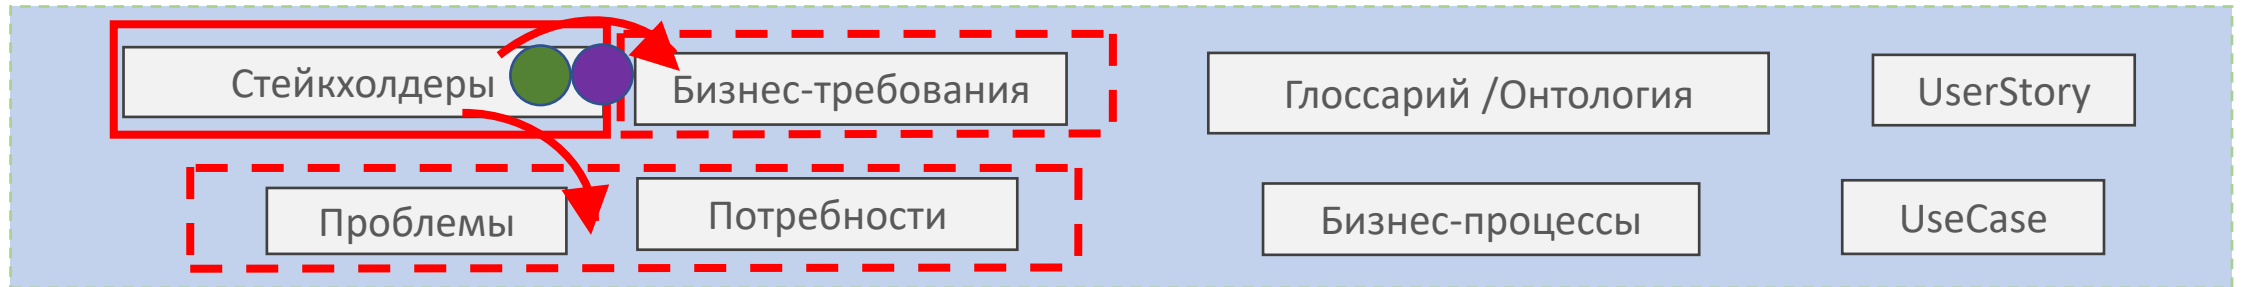 Стейкхолдеры
Бизнес-требования
Глоссарий /Онтология
UserStory
Проблемы
Потребности
Бизнес-процессы
UseCase